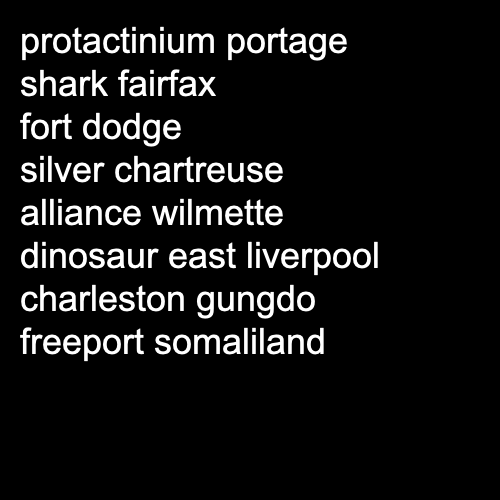 protactinium portage
shark fairfax
fort dodge
silver chartreuse
alliance wilmette
dinosaur east liverpool
charleston gungdo
freeport somaliland